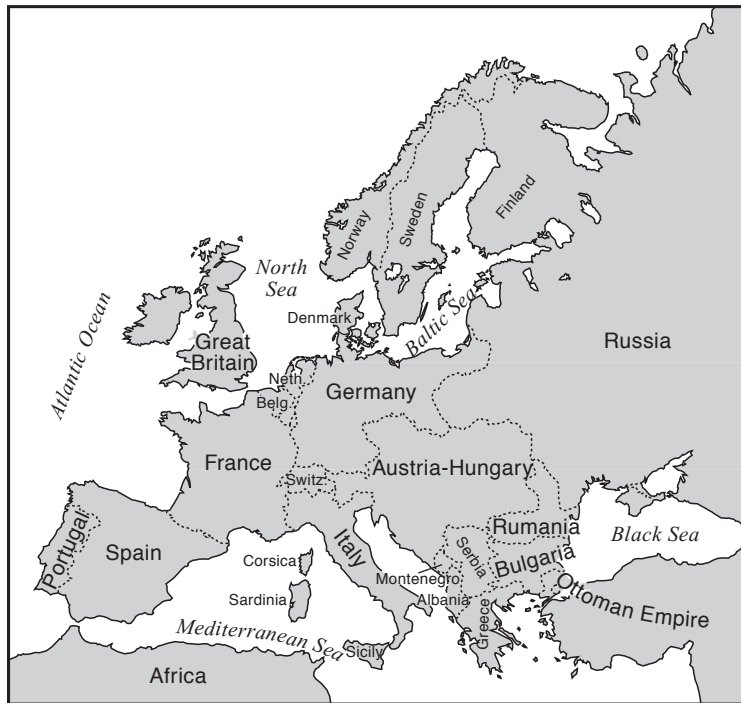 Norway
Sweden
Finland
North
Sea
Atlantic Ocean
Denmark
Baltic Sea
Great
Britain
Russia
Neth.
Belg.
Germany
France
Switz.
Austria-Hungary
Portugal
Spain
Italy
Rumania
Black Sea
Serbia
Bulgaria
Corsica
Montenegro
Sardinia
Albania
Ottoman Empire
Greece
Mediterranean Sea
Sicily
Africa